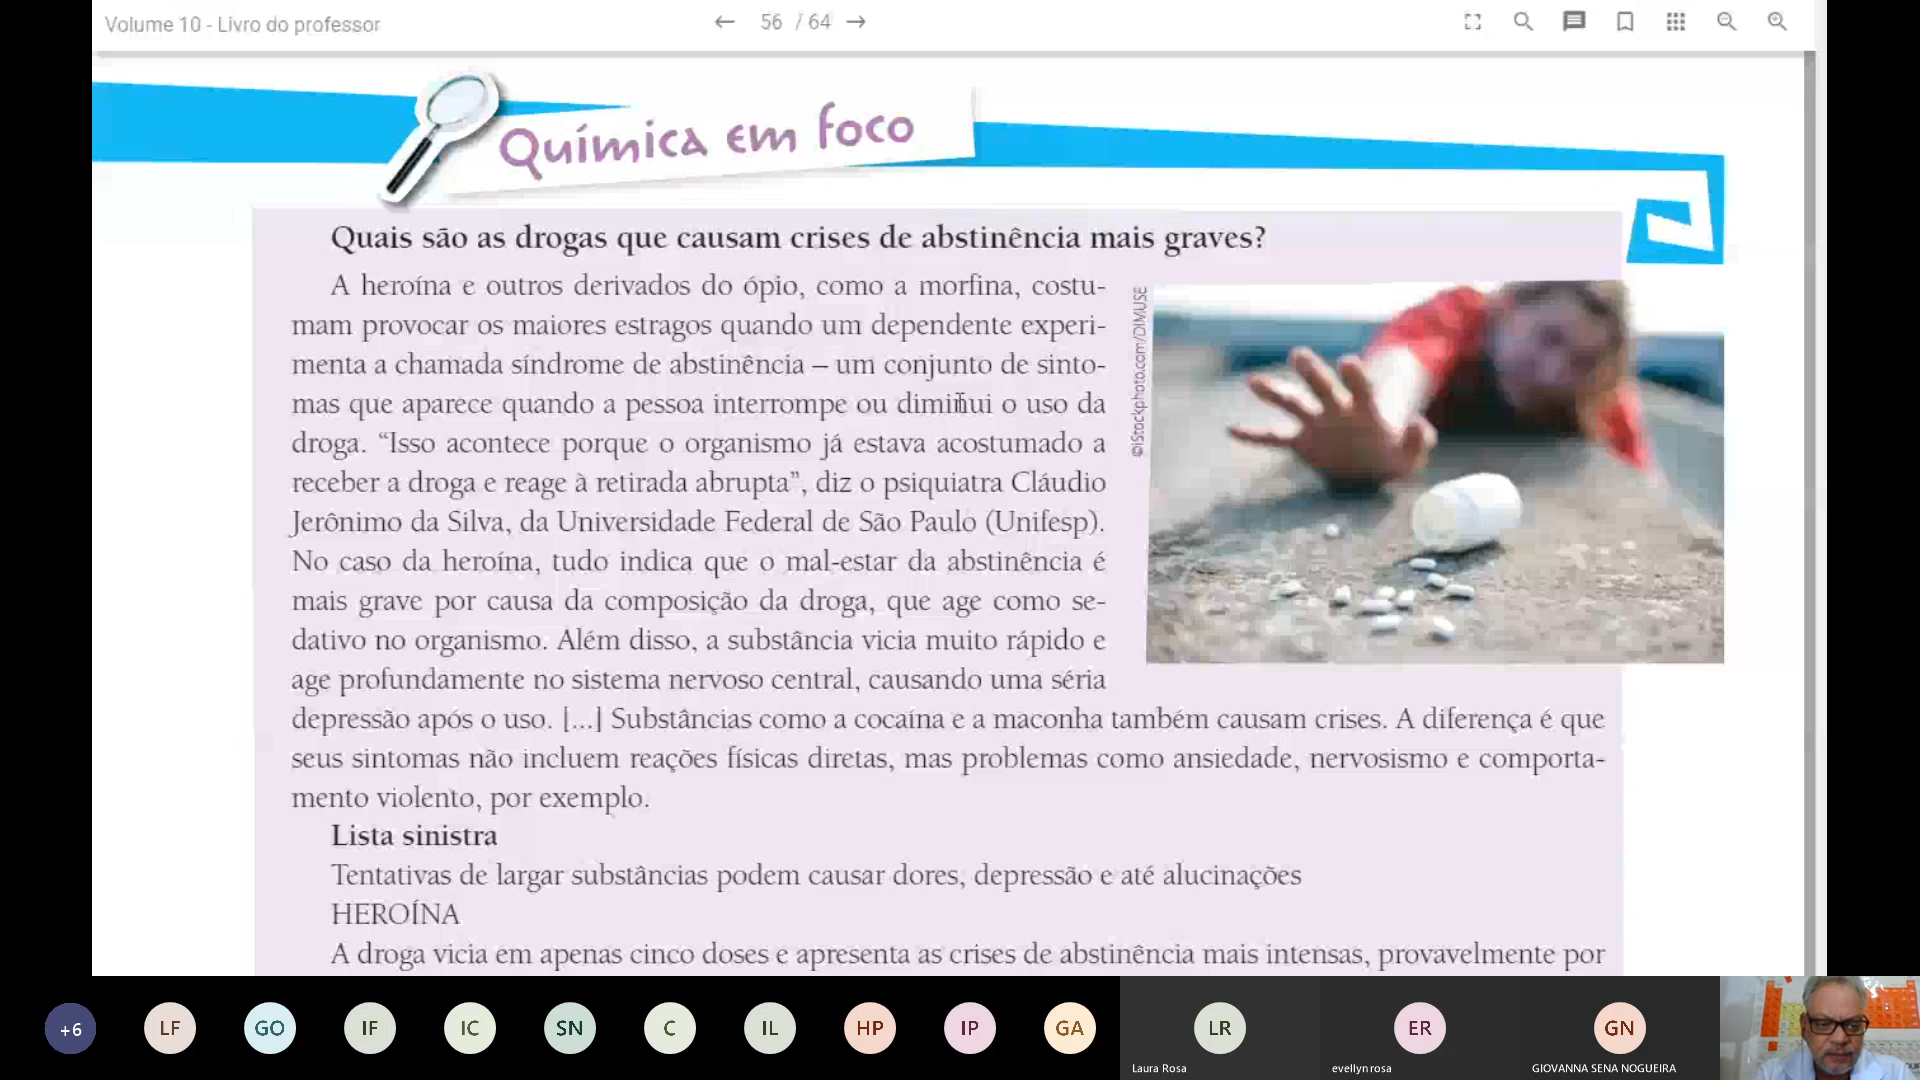 Volume 10 - Livro do professor
56 / 64
Química em foco
Quais são as drogas que causam crises de abstinência mais graves?
A heroína e outros derivados do ópio, como a morfina, costu-
mam provocar os maiores estragos quando um dependente experi-
menta a chamada síndrome de abstinência – um conjunto de sinto-
mas que aparece quando a pessoa interrompe ou diminui o uso da
droga. “Isso acontece porque o organismo já estava acostumado a
receber a droga e reage à retirada abrupta”, diz o psiquiatra Cláudio
Jerônimo da Silva, da Universidade Federal de São Paulo (Unifesp).
No caso da heroína, tudo indica que o mal-estar da abstinência é
mais grave por causa da composição da droga, que age como se-
dativo no organismo. Além disso, a substância vicia muito rápido e
age profundamente no sistema nervoso central, causando uma séria
depressão após o uso. [...] Substâncias como a cocaína e a maconha também causam crises. A diferença é que
seus sintomas não incluem reações físicas diretas, mas problemas como ansiedade, nervosismo e comporta-
mento violento, por exemplo.
©iStockphoto.com/DIMUSE
Lista sinistra
Tentativas de largar substâncias podem causar dores, depressão e até alucinações
HEROÍNA
A droga vicia em apenas cinco doses e apresenta as crises de abstinência mais intensas, provavelmente por
+6 LF GO IF IC SN C IL HP IP GA LR ER GN
Laura Rosa evellyn rosa GIOVANNA SENA NOGUEIRA